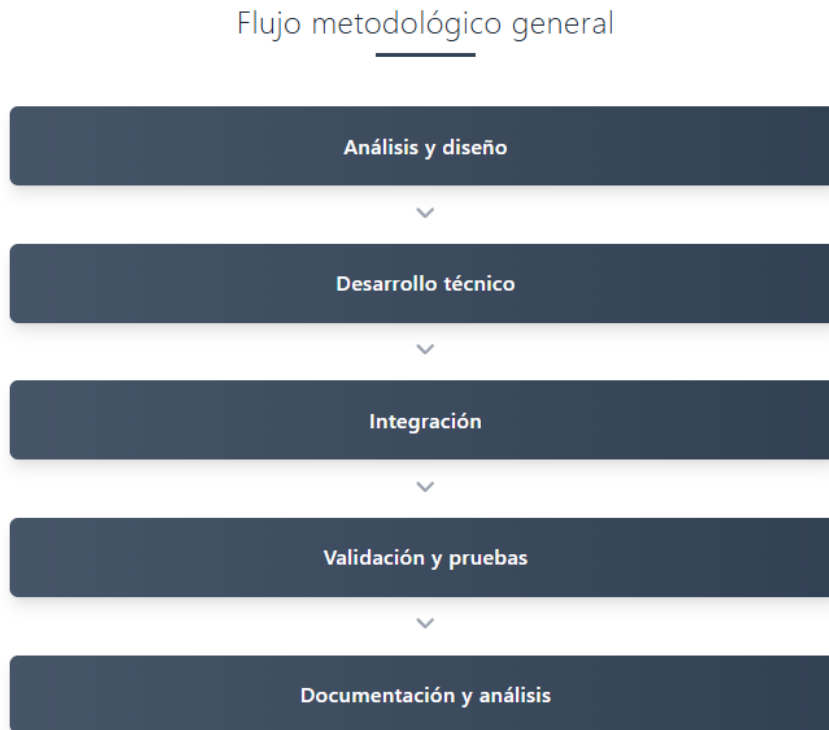 Flujo metodológico general
Análisis y diseño
Desarrollo técnico
Integración
Validación y pruebas
Documentación y análisis